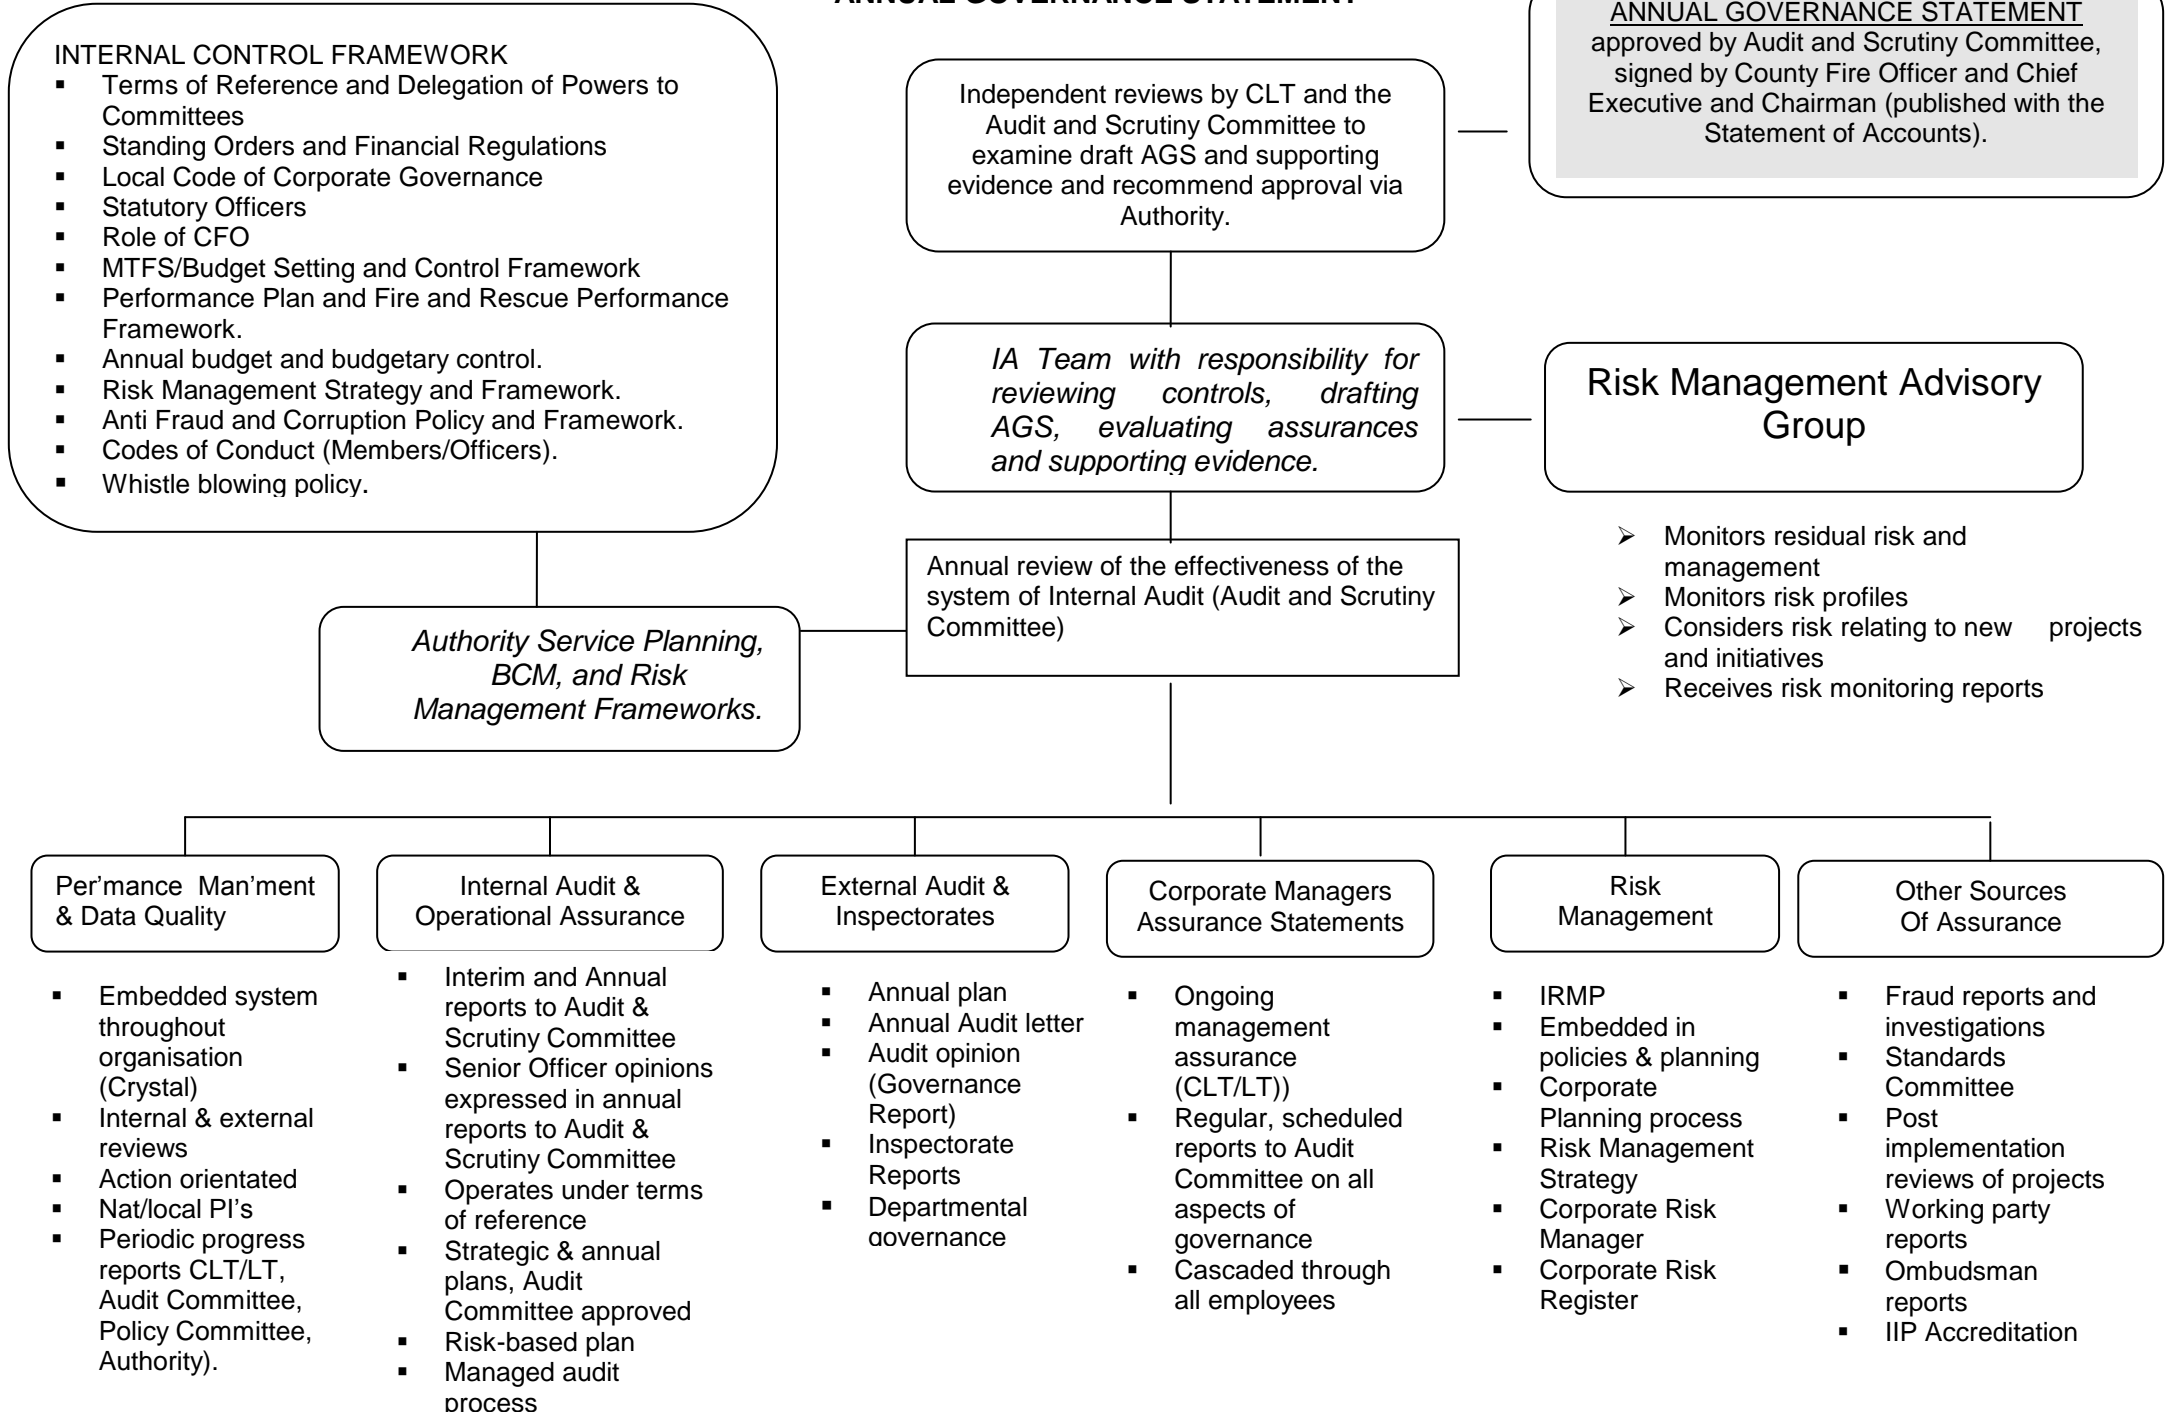 ANNUAL GOVERNANCE STATEMENT
INTERNAL CONTROL FRAMEWORK
▪ Terms of Reference and Delegation of Powers to
Committees
▪ Standing Orders and Financial Regulations
▪ Local Code of Corporate Governance
▪ Statutory Officers
▪ Role of CFO
▪ MTFS/Budget Setting and Control Framework
▪ Performance Plan and Fire and Rescue Performance
Framework.
▪ Annual budget and budgetary control.
▪ Risk Management Strategy and Framework.
▪ Anti Fraud and Corruption Policy and Framework.
▪ Codes of Conduct (Members/Officers).
▪ Whistle blowing policy.
Independent reviews by CLT and the
Audit and Scrutiny Committee to
examine draft AGS and supporting
evidence and recommend approval via
Authority.
ANNUAL GOVERNANCE STATEMENT
approved by Audit and Scrutiny Committee,
signed by County Fire Officer and Chief
Executive and Chairman (published with the
Statement of Accounts).
IA Team with responsibility for
reviewing controls, drafting
AGS, evaluating assurances
and supporting evidence.
Risk Management Advisory
Group
➢ Monitors residual risk and
management
➢ Monitors risk profiles
➢ Considers risk relating to new projects
and initiatives
➢ Receives risk monitoring reports
Annual review of the effectiveness of the
system of Internal Audit (Audit and Scrutiny
Committee)
Authority Service Planning,
BCM, and Risk
Management Frameworks.
Per’mance Man’ment
& Data Quality
▪ Embedded system
throughout
organisation
(Crystal)
▪ Internal & external
reviews
▪ Action orientated
▪ Nat/local PI’s
▪ Periodic progress
reports CLT/LT,
Audit Committee,
Policy Committee,
Authority).
Internal Audit &
Operational Assurance
▪ Interim and Annual
reports to Audit &
Scrutiny Committee
▪ Senior Officer opinions
expressed in annual
reports to Audit &
Scrutiny Committee
▪ Operates under terms
of reference
▪ Strategic & annual
plans, Audit
Committee approved
▪ Risk-based plan
▪ Managed audit
process
External Audit &
Inspectorates
▪ Annual plan
▪ Annual Audit letter
▪ Audit opinion
(Governance
Report)
▪ Inspectorate
Reports
▪ Departmental
governance
Corporate Managers
Assurance Statements
▪ Ongoing
management
assurance
(CLT/LT))
▪ Regular, scheduled
reports to Audit
Committee on all
aspects of
governance
▪ Cascaded through
all employees
Risk
Management
▪ IRMP
▪ Embedded in
policies & planning
▪ Corporate
Planning process
▪ Risk Management
Strategy
▪ Corporate Risk
Manager
▪ Corporate Risk
Register
Other Sources
Of Assurance
▪ Fraud reports and
investigations
▪ Standards
Committee
▪ Post
implementation
reviews of projects
▪ Working party
reports
▪ Ombudsman
reports
▪ IIP Accreditation